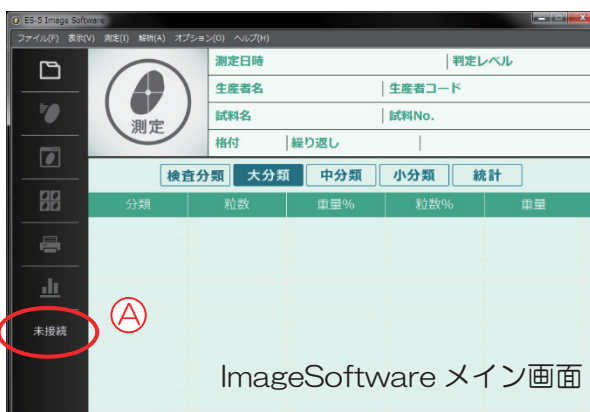 ES-5 Image Software
ファイル(F) 表示(V) 測定(I) 解析(A) オプション(O) ヘルプ(H)
測定
測定日時 判定レベル
生産者名 生産者コード
試料名 試料No.
格付 繰り返し
検査分類 大分類 中分類 小分類 統計
分類 粒数 重量% 粒数% 重量
未接続
A
ImageSoftware メイン画面